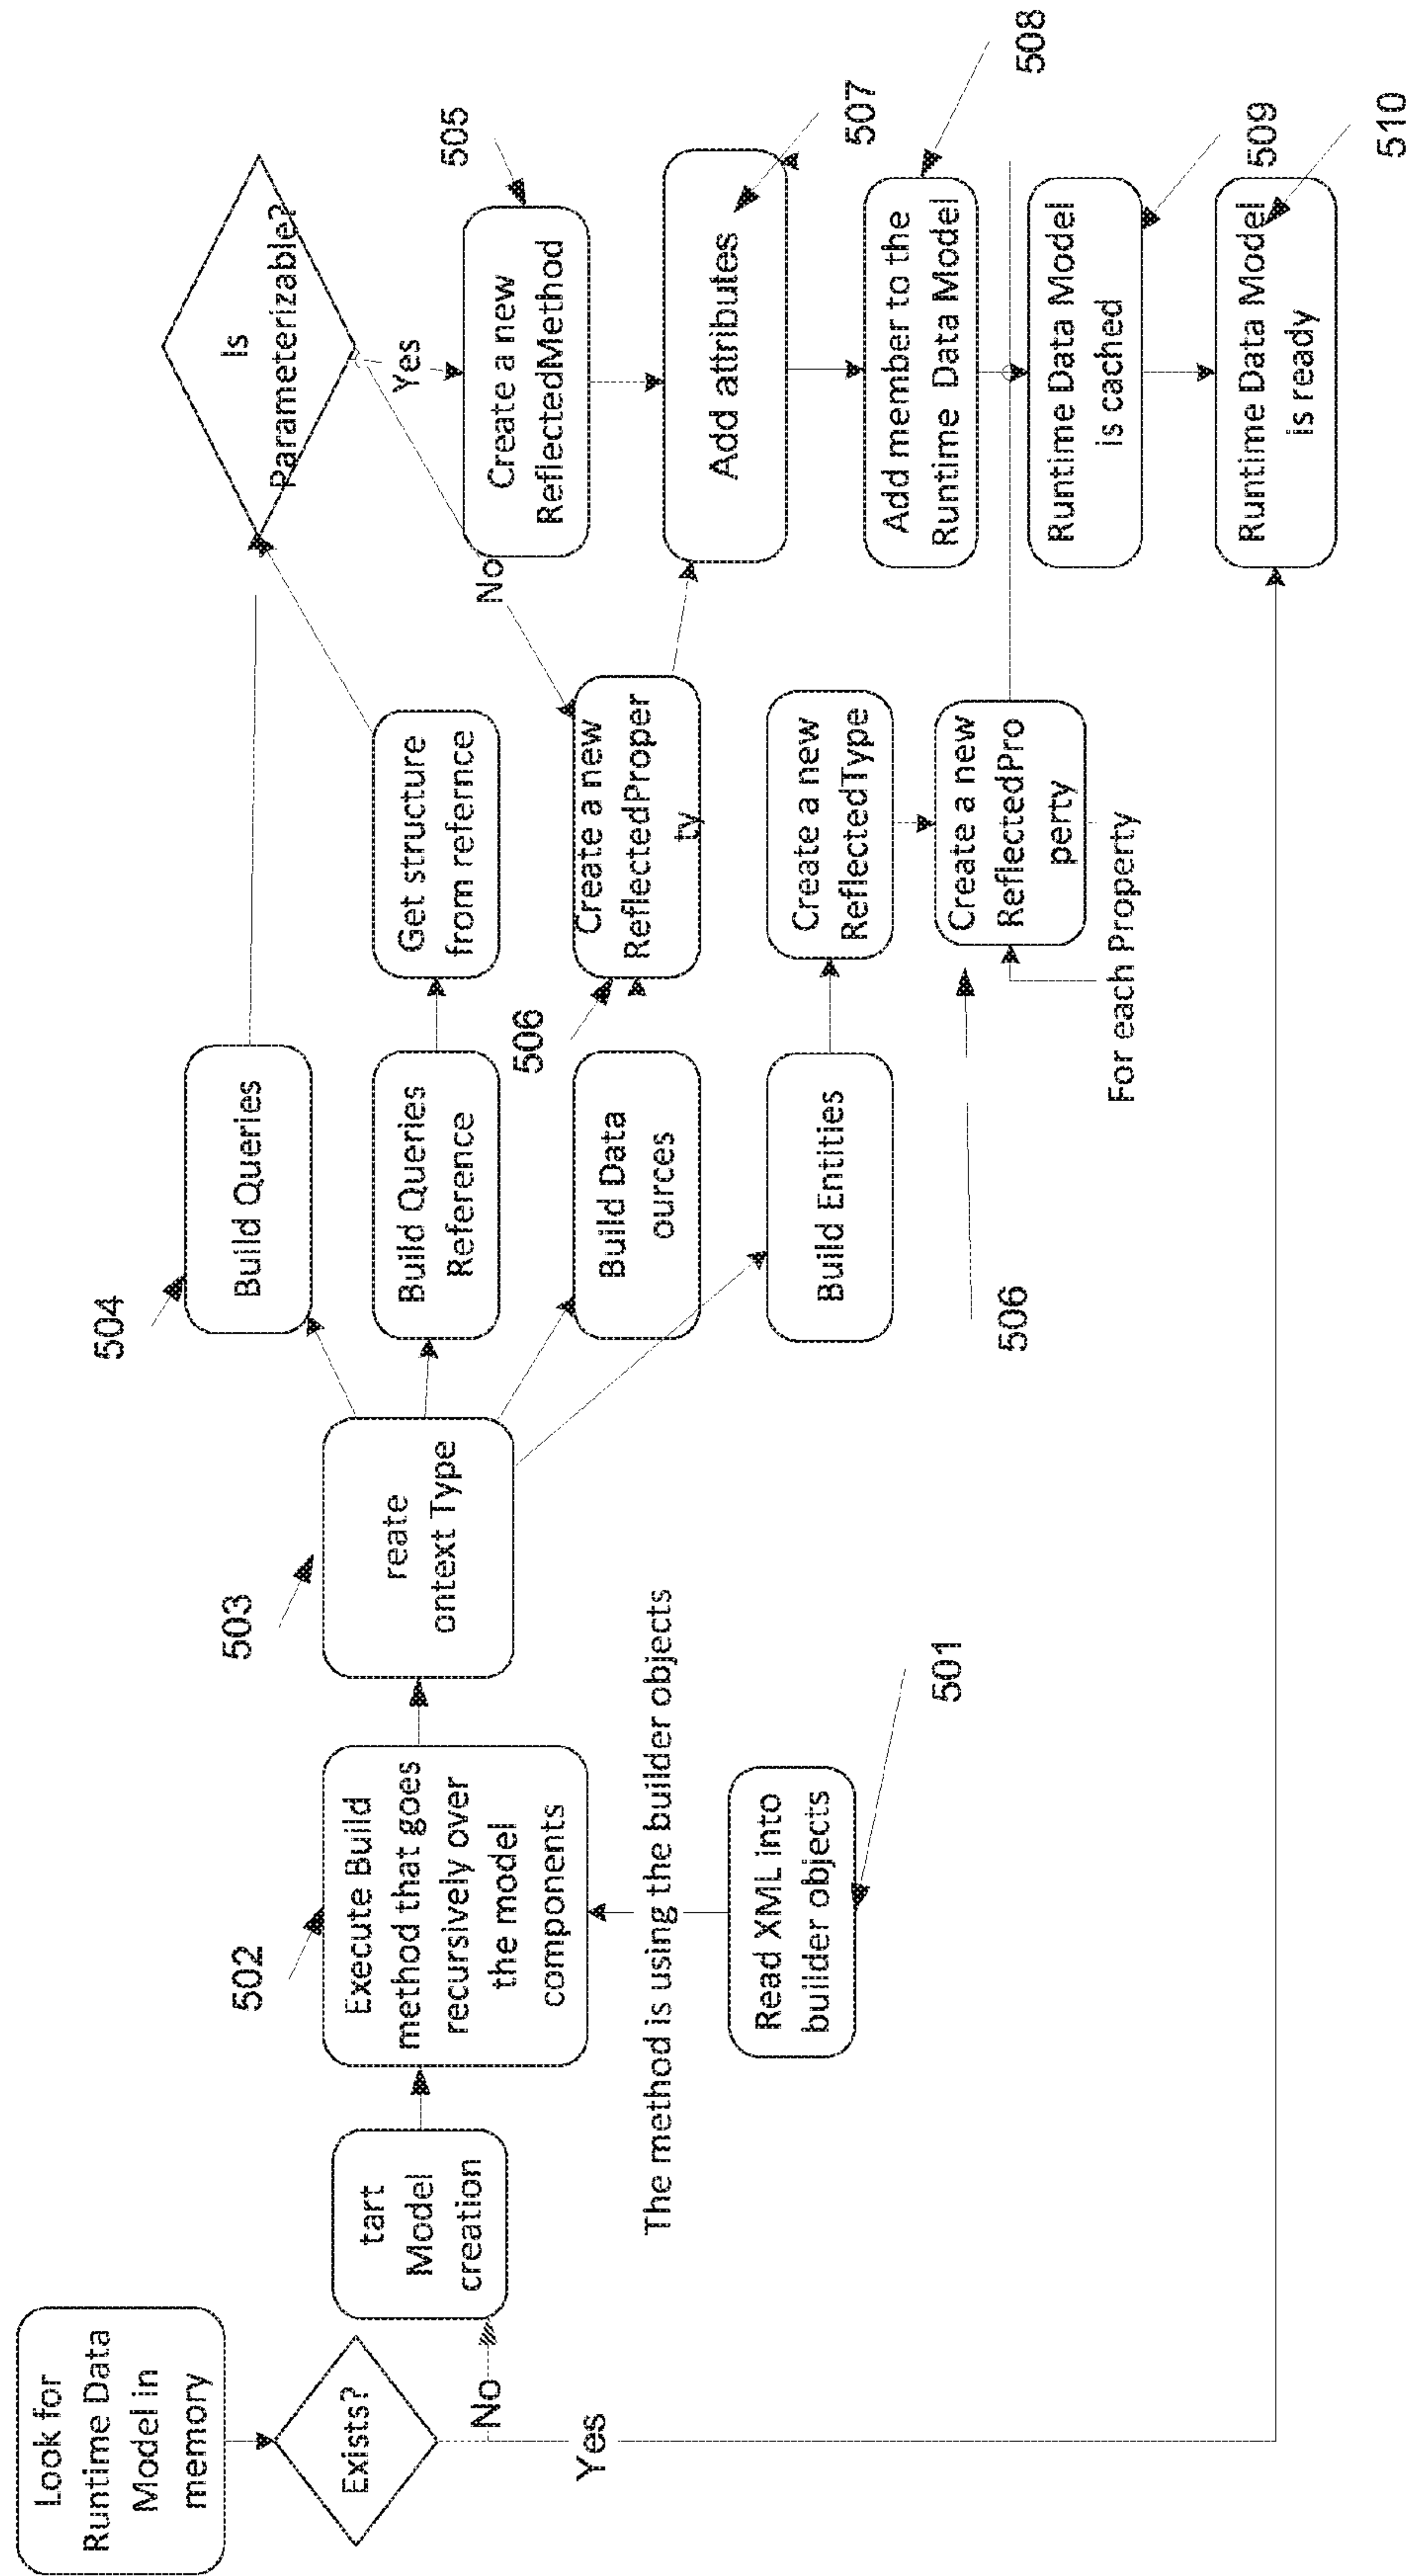 Look for
Runtime Data
Model in
memory
Exists?
No
Yes
tart
Model
creation
502
Execute Build
method that goes
recursively over
the model
components
The method is using the builder objects
Read XML into
builder objects
501
503
reate
ontext Type
504
Build Queries
Build Queries
Reference
Build Data
ources
Build Entities
506
Get structure
from refernce
506
Create a new
ReflectedProper
ty
Create a new
ReflectedType
Create a new
ReflectedPro
perty
For each Property
Is
Parameterizable?
Yes
No
505
Create a new
ReflectedMethod
Add attributes
507
Add member to the
Runtime Data Model
508
Runtime Data Model
is cached
509
Runtime Data Model
is ready
510